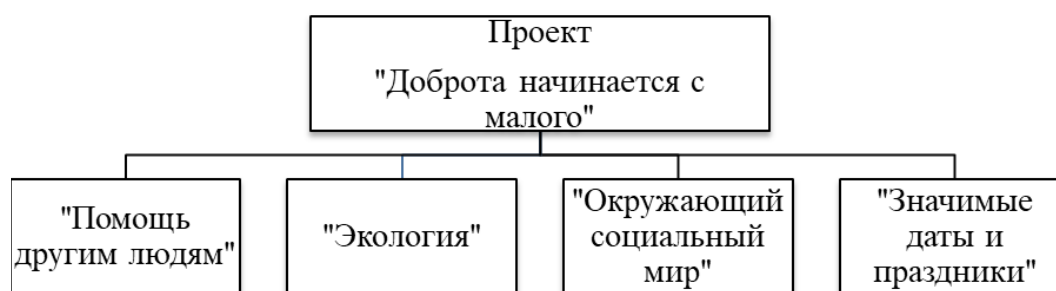 Проект
"Доброта начинается с
малого"
"Помощь
другим людям"
"Экология"
"Окружающий
социальный
мир"
"Значимые
даты и
праздники"